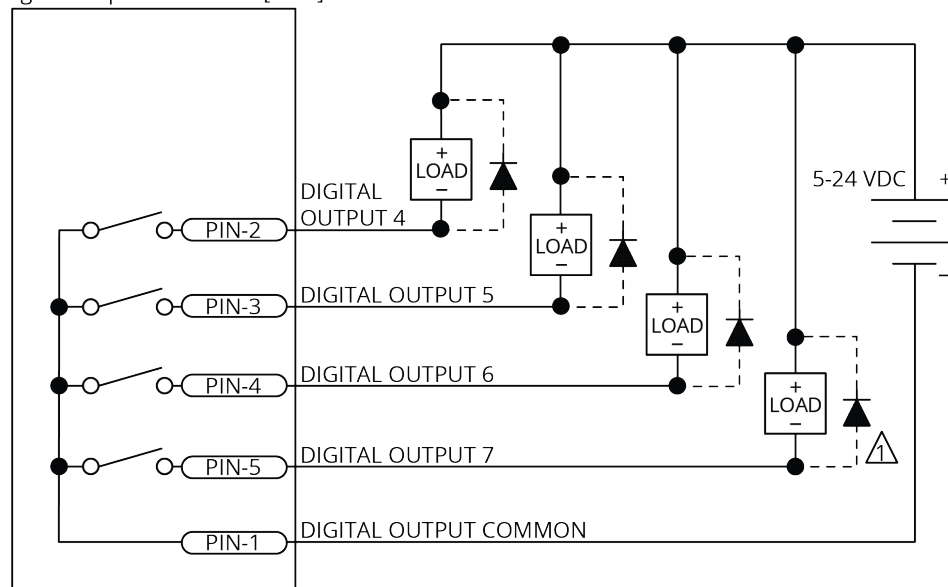 DIGITAL
OUTPUT 4
PIN-2
+
LOAD
−
5-24 VDC
+
−
+
LOAD
−
PIN-3
DIGITAL OUTPUT 5
+
LOAD
−
PIN-4
DIGITAL OUTPUT 6
+
LOAD
−
1
PIN-5
DIGITAL OUTPUT 7
PIN-1
DIGITAL OUTPUT COMMON